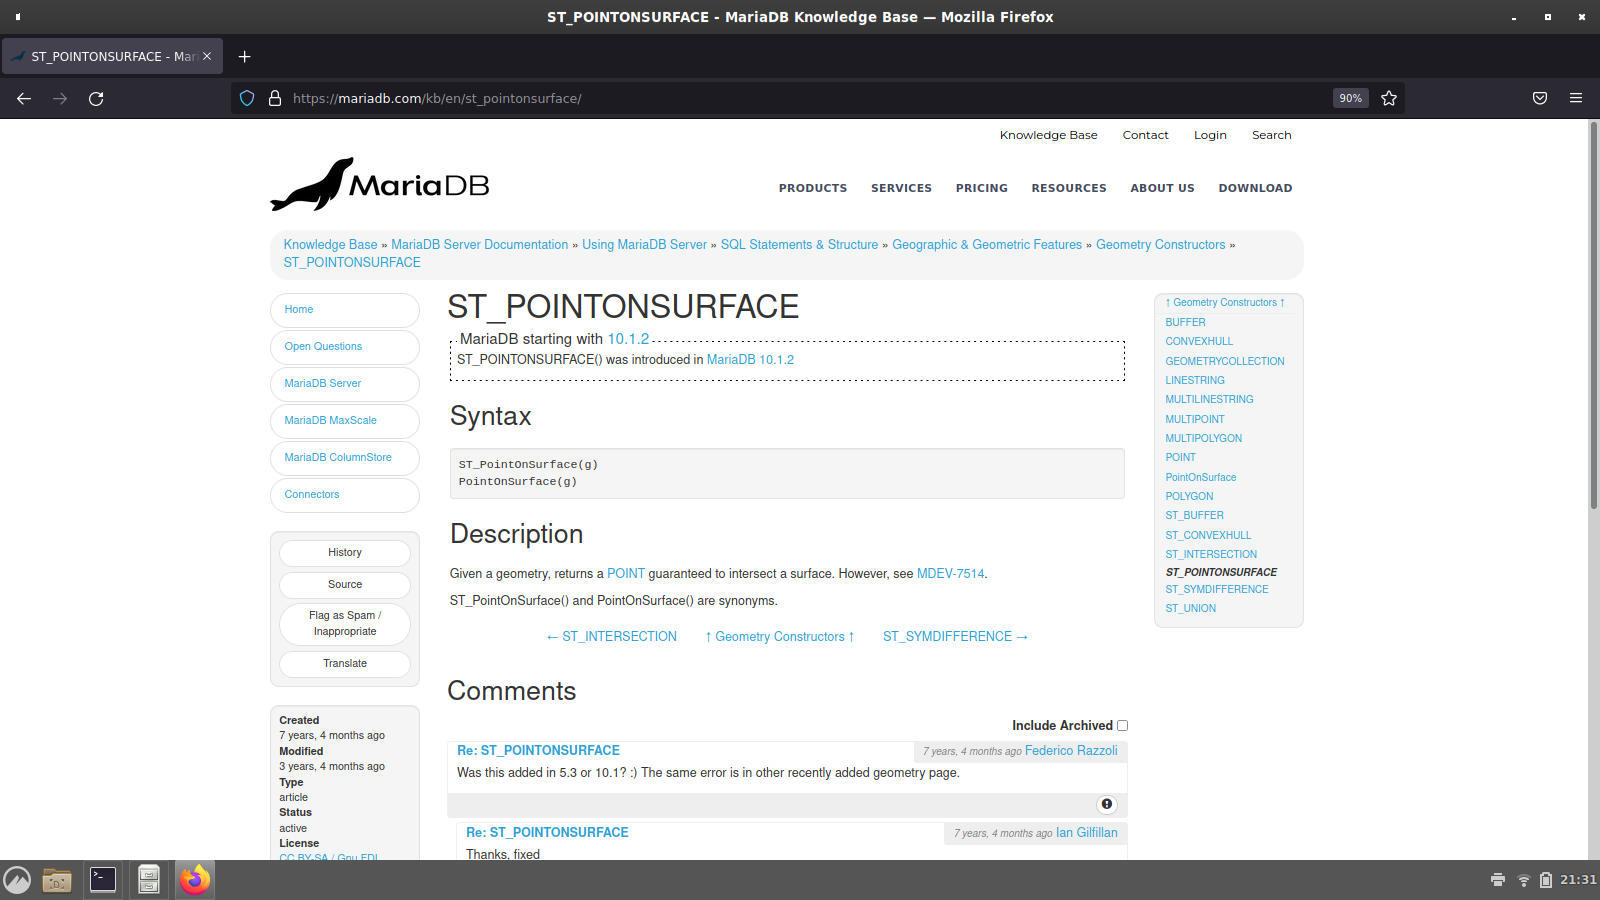 ST_POINTONSURFACE - MariaDB Knowledge Base — Mozilla Firefox
ST_POINTONSURFACE - Mar
https://mariadb.com/kb/en/st_pointonsurface/
90%
Knowledge Base Contact Login Search
MariaDB
PRODUCTS SERVICES PRICING RESOURCES ABOUT US DOWNLOAD
Knowledge Base » MariaDB Server Documentation » Using MariaDB Server » SQL Statements & Structure » Geographic & Geometric Features » Geometry Constructors »
ST_POINTONSURFACE
Home
Open Questions
MariaDB Server
MariaDB MaxScale
MariaDB ColumnStore
Connectors
History
Source
Flag as Spam /
Inappropriate
Translate
Created
7 years, 4 months ago
Modified
3 years, 4 months ago
Type
article
Status
active
License
CC BY-SA / Gnu FDL
ST_POINTONSURFACE
MariaDB starting with 10.1.2
ST_POINTONSURFACE() was introduced in MariaDB 10.1.2
Syntax
ST_PointOnSurface(g)
PointOnSurface(g)
Description
Given a geometry, returns a POINT guaranteed to intersect a surface. However, see MDEV-7514.
ST_PointOnSurface() and PointOnSurface() are synonyms.
← ST_INTERSECTION ↑ Geometry Constructors ↑ ST_SYMDIFFERENCE →
Comments
Include Archived
Re: ST_POINTONSURFACE
7 years, 4 months ago Federico Razzoli
Was this added in 5.3 or 10.1? :) The same error is in other recently added geometry page.
Re: ST_POINTONSURFACE
7 years, 4 months ago Ian Gilfillan
Thanks, fixed
↑ Geometry Constructors ↑
BUFFER
CONVEXHULL
GEOMETRYCOLLECTION
LINESTRING
MULTILINESTRING
MULTIPOINT
MULTIPOLYGON
POINT
PointOnSurface
POLYGON
ST_BUFFER
ST_CONVEXHULL
ST_INTERSECTION
ST_POINTONSURFACE
ST_SYMDIFFERENCE
ST_UNION
21:31